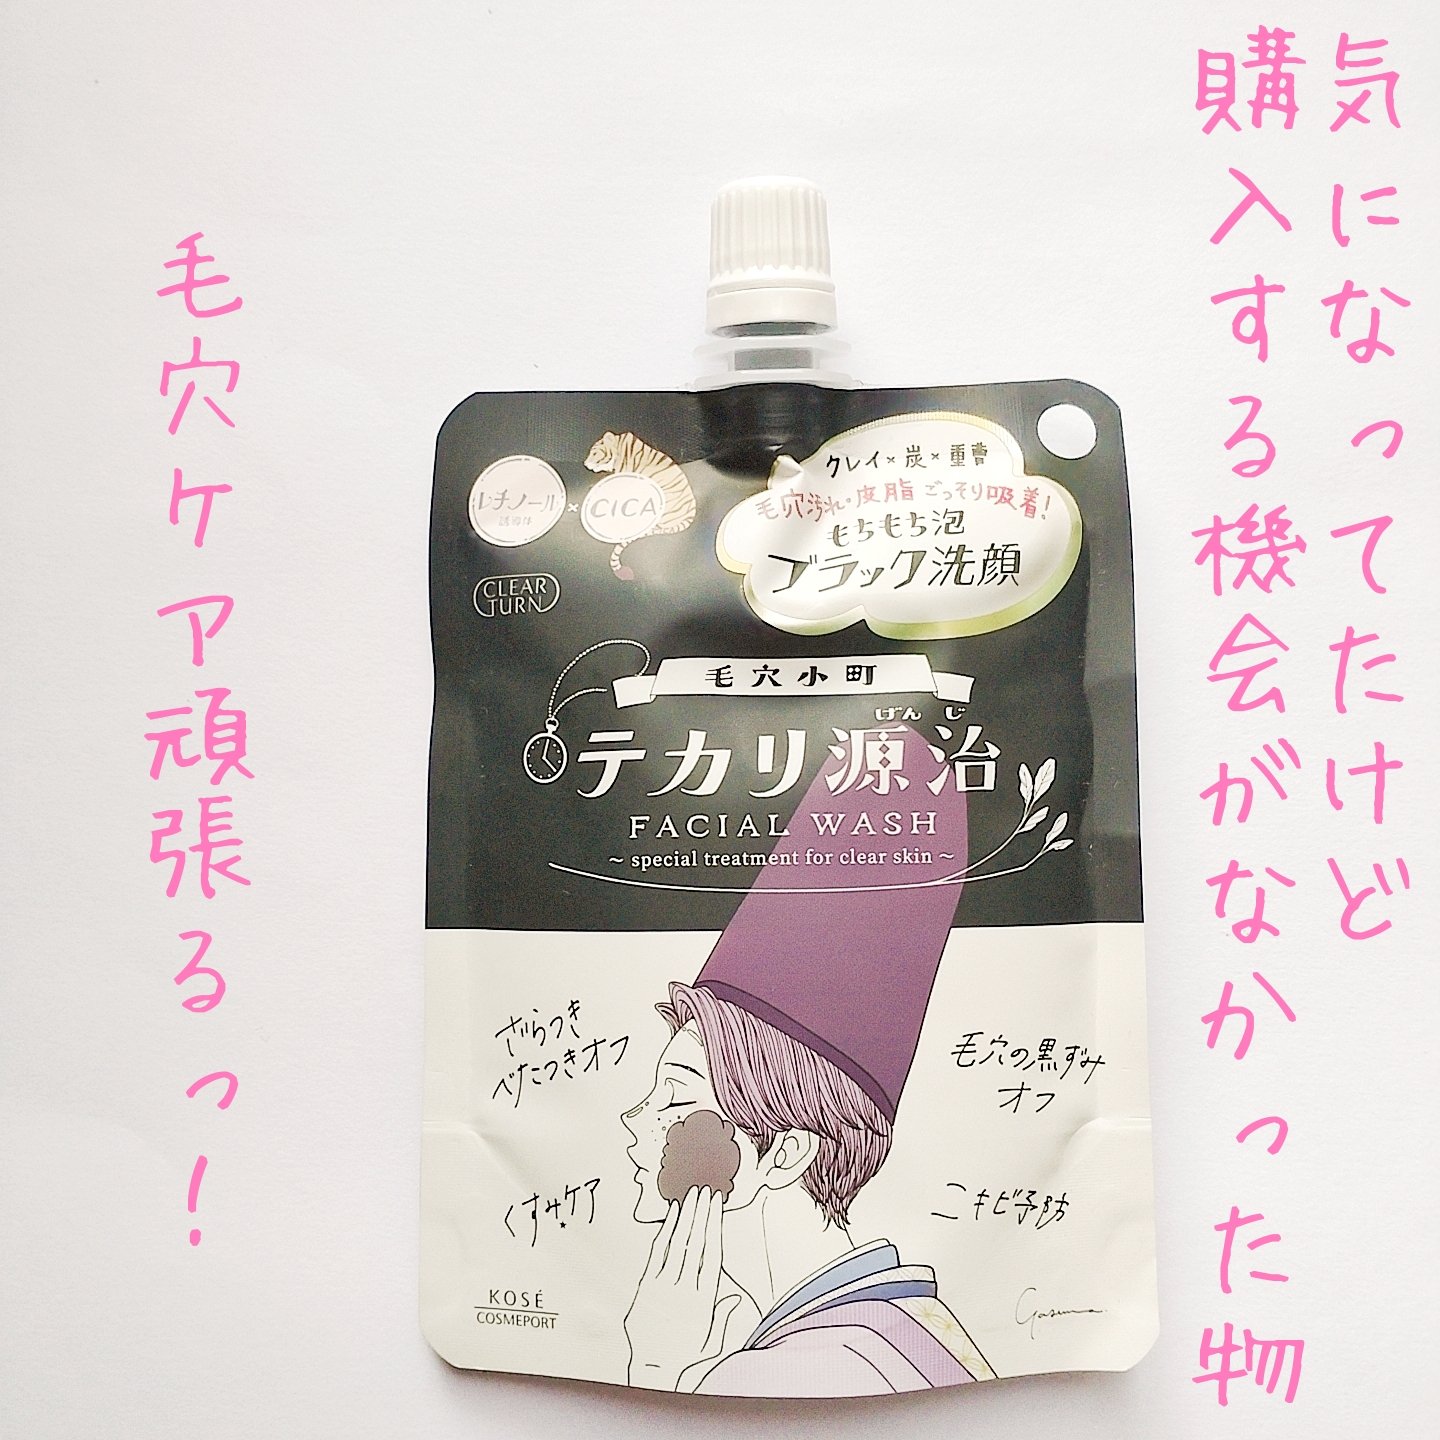 気になってたけど
購入する機会がなかった物
毛穴ケア頑張るっ!
レチノール
誘導体
×
CICA
CLEAR
TURN
クレイ×炭×重曹
毛穴汚れ・皮脂 ごっそり吸着!
もちもち泡
ブラック洗顔
毛穴小町
げんじ
テカリ源治
FACIAL WASH
~ special treatment for clear skin ~
ざらつき
べたつきオフ
毛穴の黒ずみ
オフ
くすみケア
ニキビ予防
KOSÉ
COSMEPORT